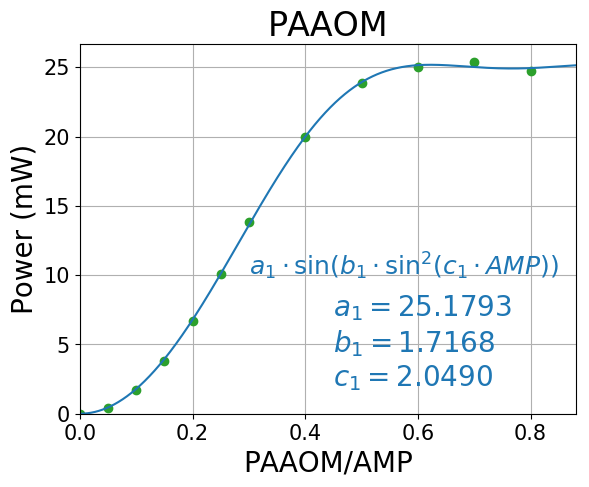 PAAOM
Power (mW)
25
20
15
10
5
0
a₁ · sin(b₁ · sin²(c₁ · AMP))
a₁ = 25.1793
b₁ = 1.7168
c₁ = 2.0490
0.0 0.2 0.4 0.6 0.8
PAAOM/AMP